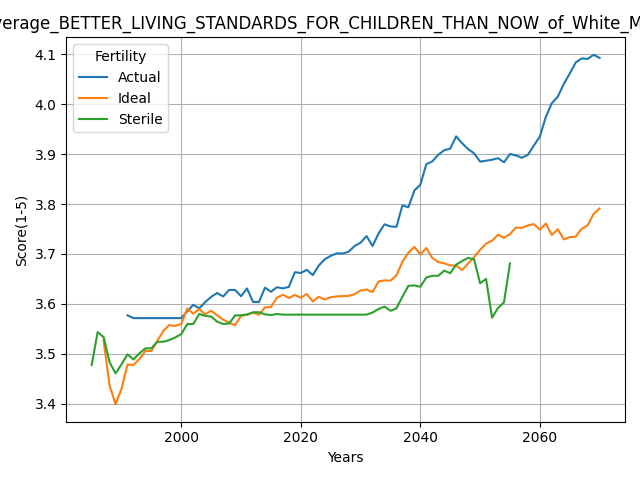 verage_BETTER_LIVING_STANDARDS_FOR_CHILDREN_THAN_NOW_of_White_M
Fertility
Actual
Ideal
Sterile
Score(1-5)
4.1
4.0
3.9
3.8
3.7
3.6
3.5
3.4
2000 2020 2040 2060
Years